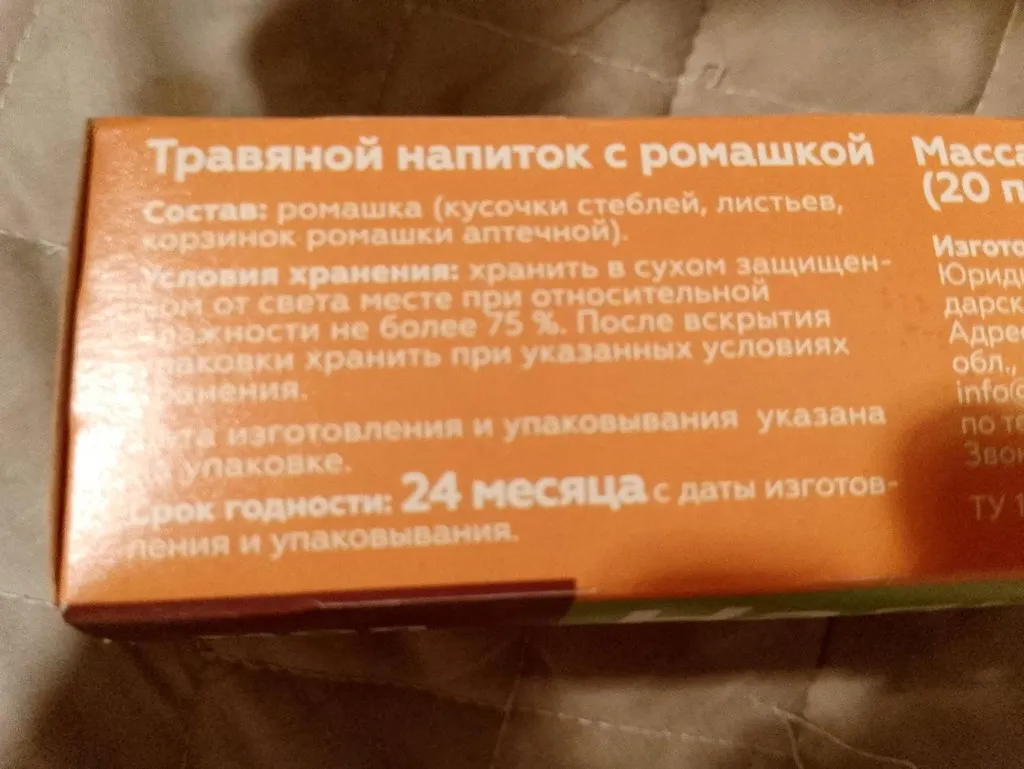 Травяной напиток с ромашкой
Состав: ромашка (кусочки стеблей, листьев,
корзинок ромашки аптечной).
Условия хранения: хранить в сухом защищен-
ном от света месте при относительной
влажности не более 75 %. После вскрытия
упаковки хранить при указанных условиях
хранения.
Дата изготовления и упаковывания указана
на упаковке.
Срок годности: 24 месяца с даты изготов-
ления и упаковывания.
Масса
(20 п
Изгото
Юриди
дарск
Адрес
обл.,
info@
по те
Звон
ТУ 1